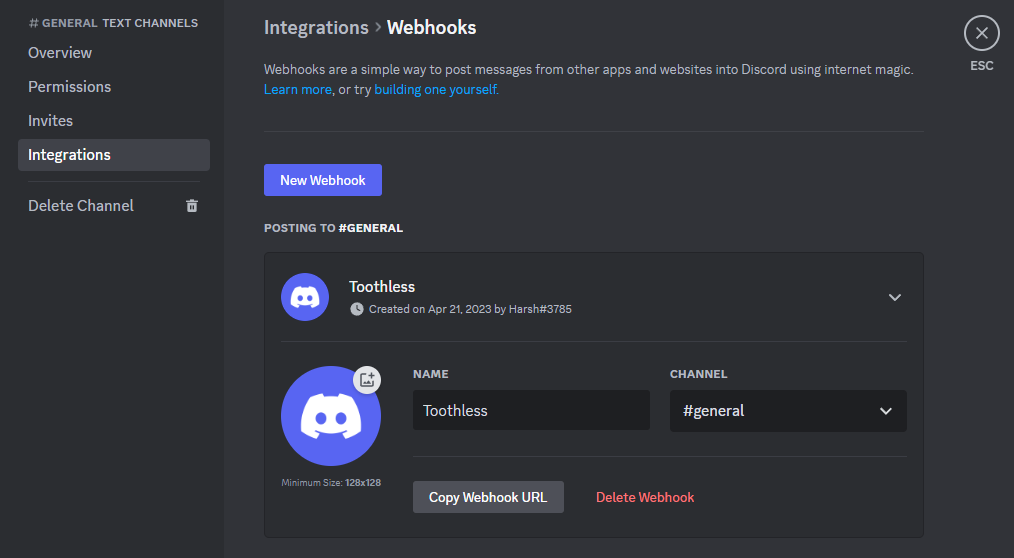 # GENERAL TEXT CHANNELS
Overview
Permissions
Invites
Integrations
Delete Channel
Integrations > Webhooks
Webhooks are a simple way to post messages from other apps and websites into Discord using internet magic.
Learn more, or try building one yourself.
ESC
New Webhook
POSTING TO #GENERAL
Toothless
Created on Apr 21, 2023 by Harsh#3785
NAME
CHANNEL
Toothless
#general
Minimum Size: 128x128
Copy Webhook URL
Delete Webhook